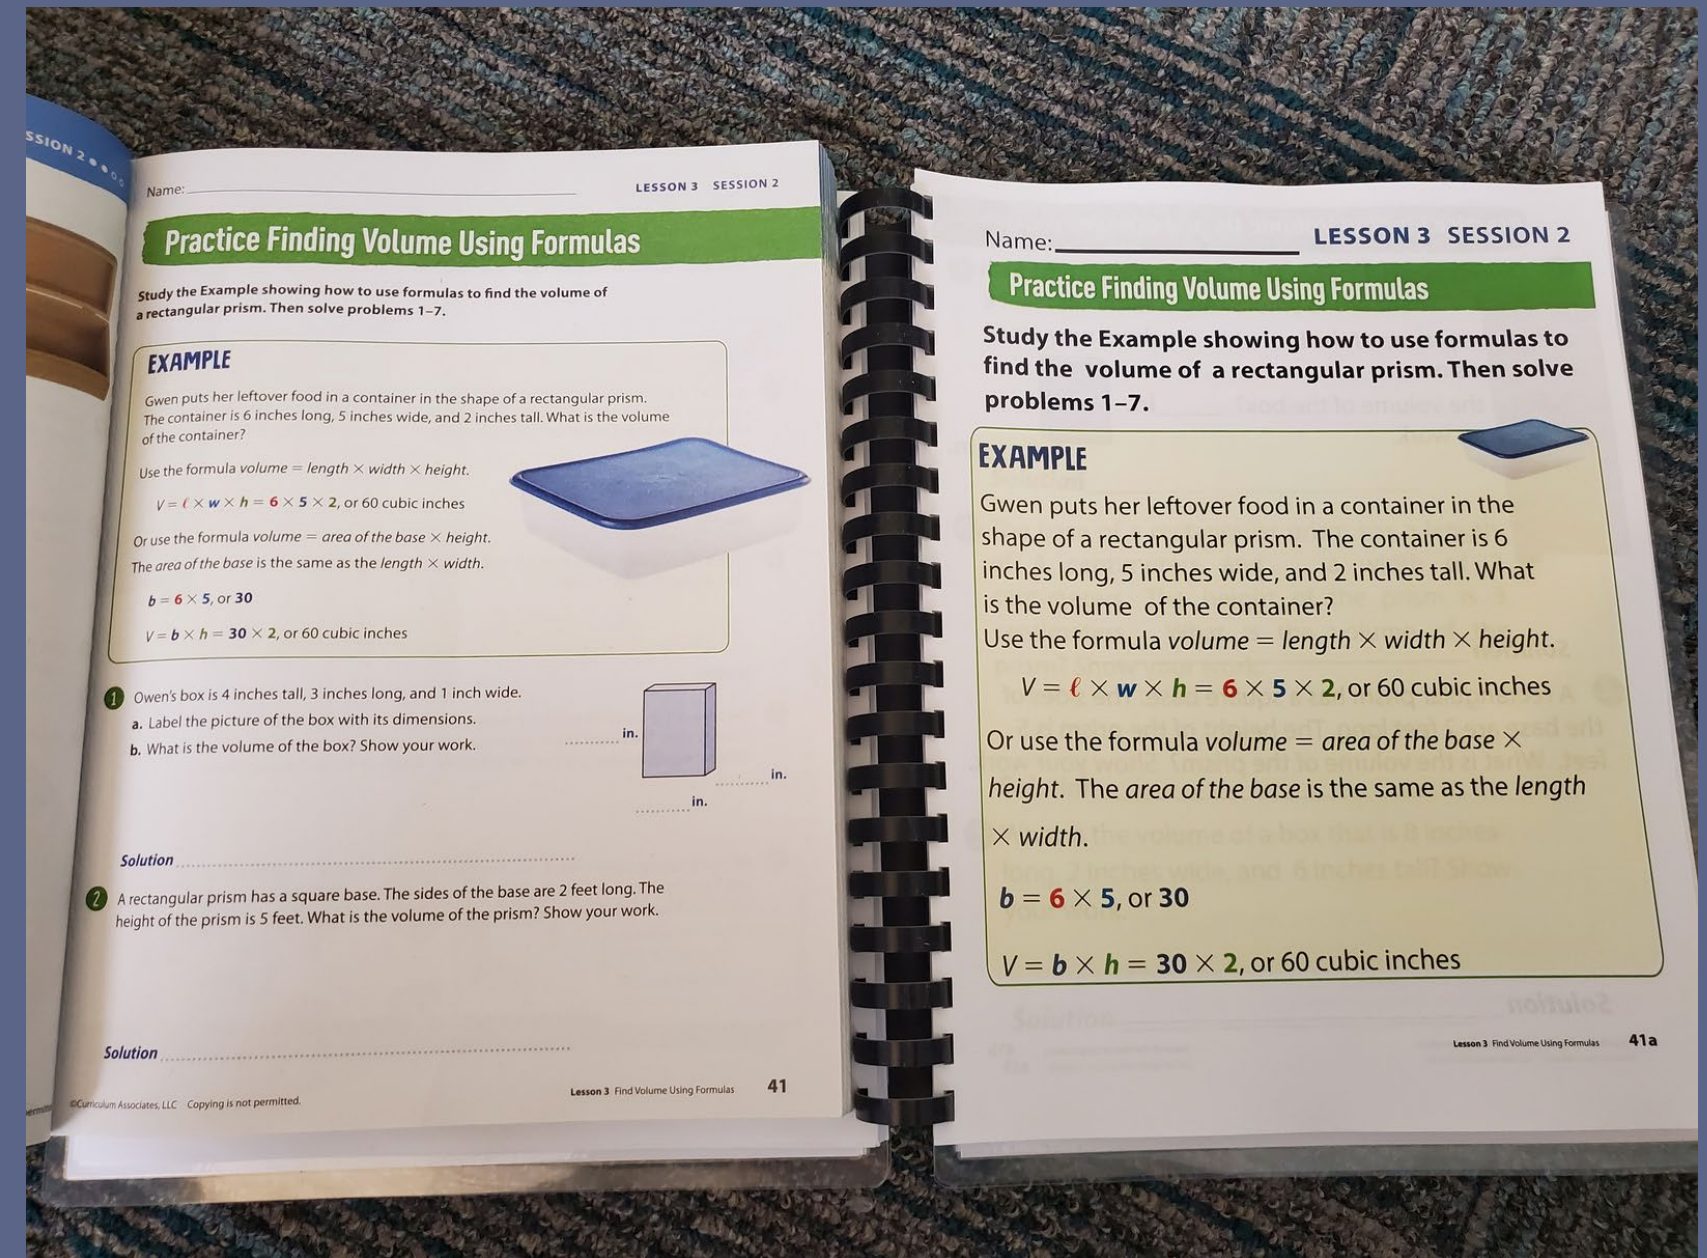 SSION 2
Name:
LESSON 3 SESSION 2
Practice Finding Volume Using Formulas
Study the Example showing how to use formulas to find the volume of
a rectangular prism. Then solve problems 1–7.
EXAMPLE
Gwen puts her leftover food in a container in the shape of a rectangular prism.
The container is 6 inches long, 5 inches wide, and 2 inches tall. What is the volume
of the container?
Use the formula volume = length × width × height.
V = ℓ × w × h = 6 × 5 × 2, or 60 cubic inches
Or use the formula volume = area of the base × height.
The area of the base is the same as the length × width.
b = 6 × 5, or 30
V = b × h = 30 × 2, or 60 cubic inches
1 Owen's box is 4 inches tall, 3 inches long, and 1 inch wide.
a. Label the picture of the box with its dimensions.
b. What is the volume of the box? Show your work.
in.
in.
in.
Solution
2 A rectangular prism has a square base. The sides of the base are 2 feet long. The
height of the prism is 5 feet. What is the volume of the prism? Show your work.
Solution
©Curriculum Associates, LLC Copying is not permitted.
Lesson 3 Find Volume Using Formulas 41
Name:
LESSON 3 SESSION 2
Practice Finding Volume Using Formulas
Study the Example showing how to use formulas to
find the volume of a rectangular prism. Then solve
problems 1–7.
EXAMPLE
Gwen puts her leftover food in a container in the
shape of a rectangular prism. The container is 6
inches long, 5 inches wide, and 2 inches tall. What
is the volume of the container?
Use the formula volume = length × width × height.
V = ℓ × w × h = 6 × 5 × 2, or 60 cubic inches
Or use the formula volume = area of the base ×
height. The area of the base is the same as the length
× width.
b = 6 × 5, or 30
V = b × h = 30 × 2, or 60 cubic inches
Lesson 3 Find Volume Using Formulas 41a